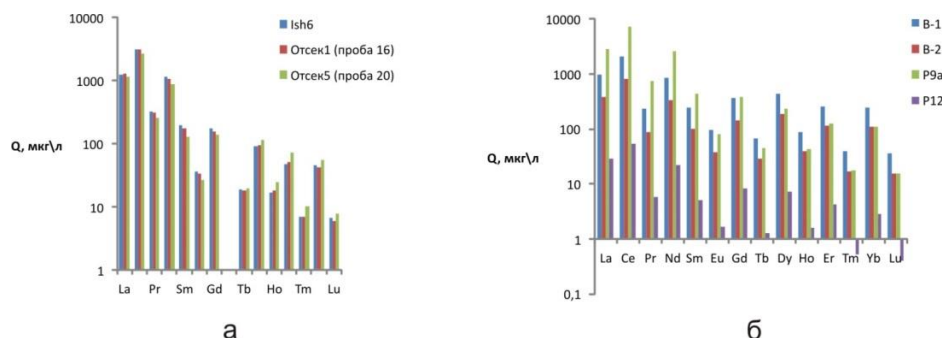 10000
1000
100
10
1
Q, мкг\л
La Pr Sm Gd Tb Ho Tm Lu
Ish6
Отсек1 (проба 16)
Отсек5 (проба 20)
а
10000
1000
100
10
1
0,1
Q, мкг\л
La Ce Pr Nd Sm Eu Gd Tb Dy Ho Er Tm Yb Lu
В-1
В-2
Р9а
Р12
б